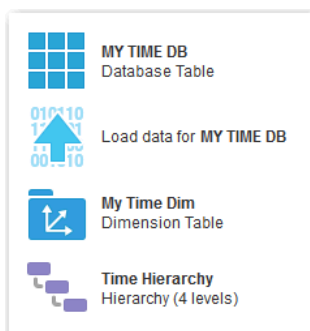 MY TIME DB
Database Table
010110
Load data for MY TIME DB
My Time Dim
Dimension Table
Time Hierarchy
Hierarchy (4 levels)